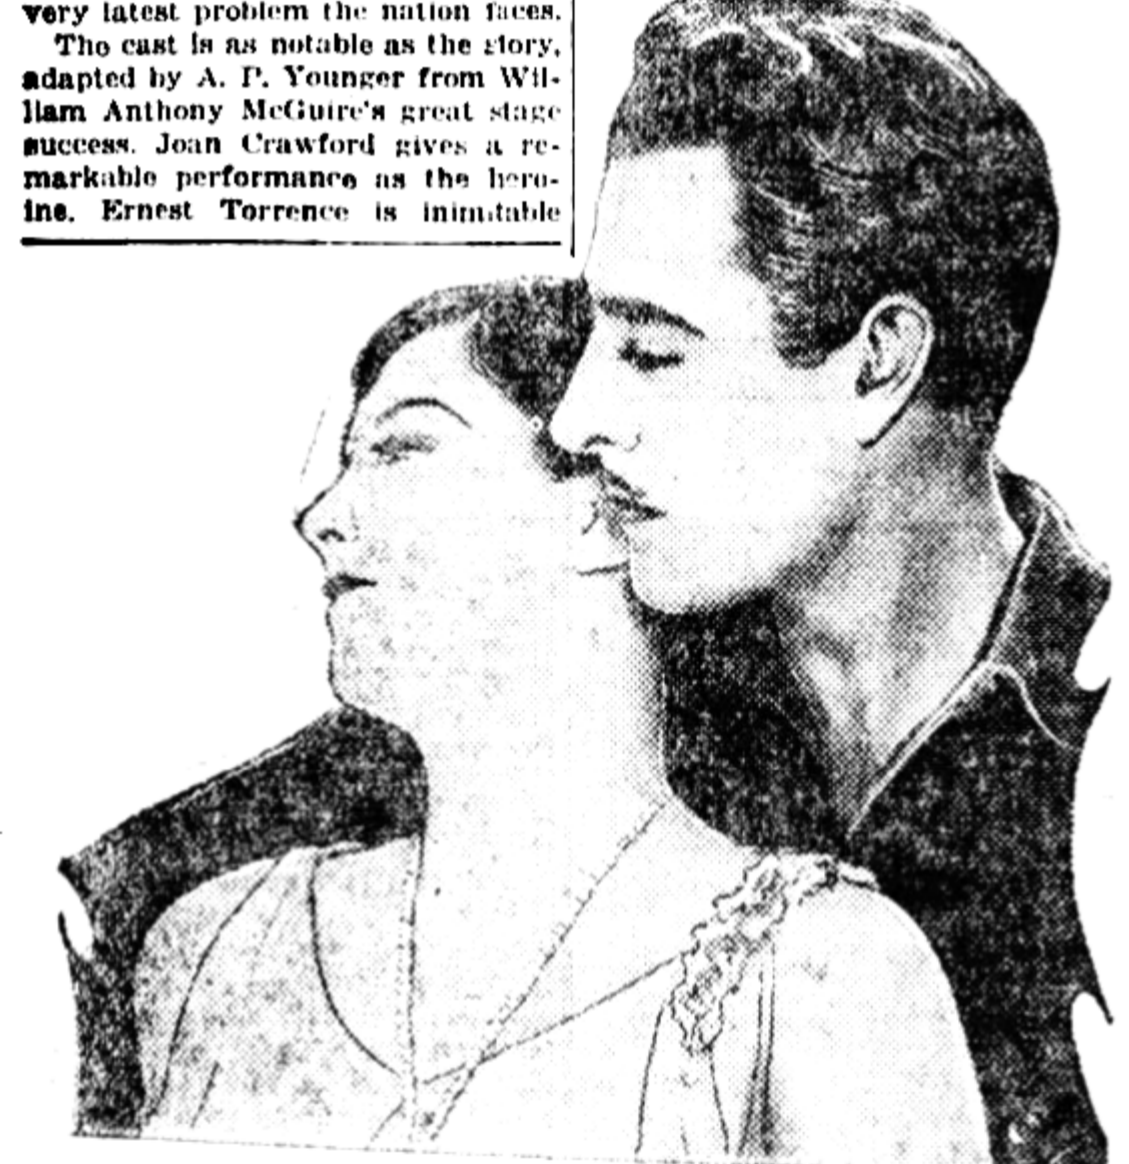 very latest problem the nation faces.
The cast is as notable as the story,
adapted by A. P. Younger from Wil-
liam Anthony McGuire's great stage
success. Joan Crawford gives a re-
markable performance as the hero-
ine. Ernest Torrence is inimitable